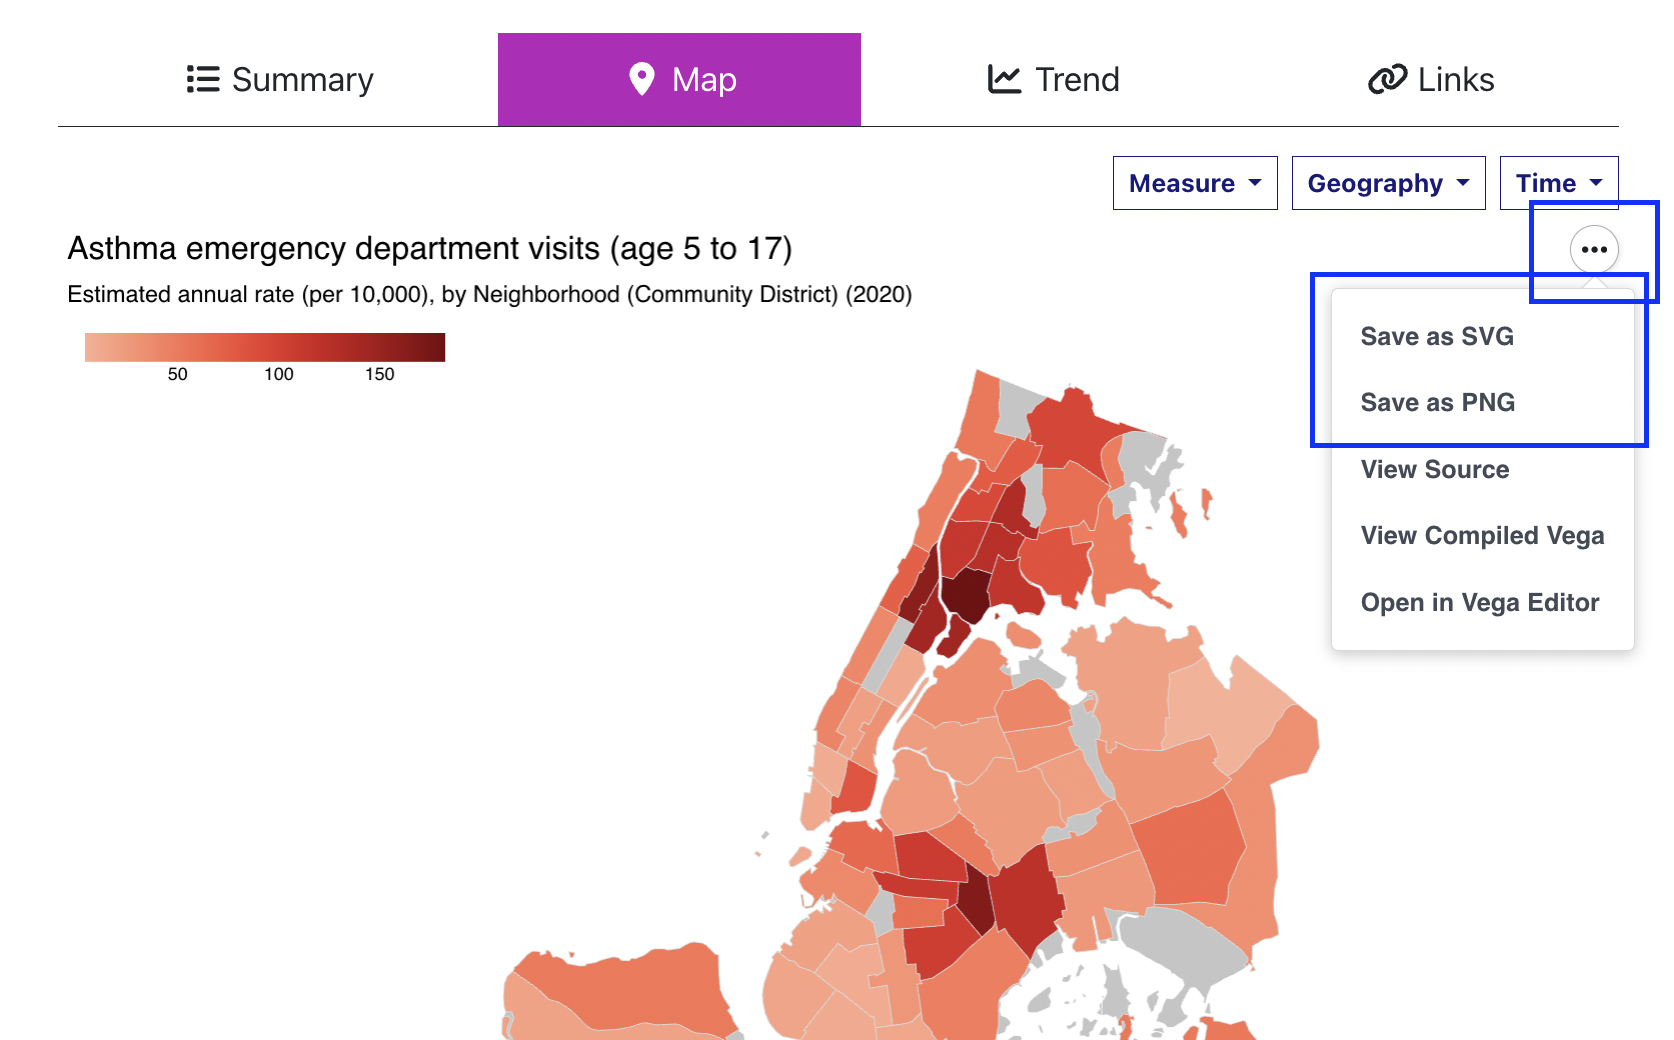 Summary
Map
Trend
Links
Measure
Geography
Time
Asthma emergency department visits (age 5 to 17)
Estimated annual rate (per 10,000), by Neighborhood (Community District) (2020)
50 100 150
Save as SVG
Save as PNG
View Source
View Compiled Vega
Open in Vega Editor